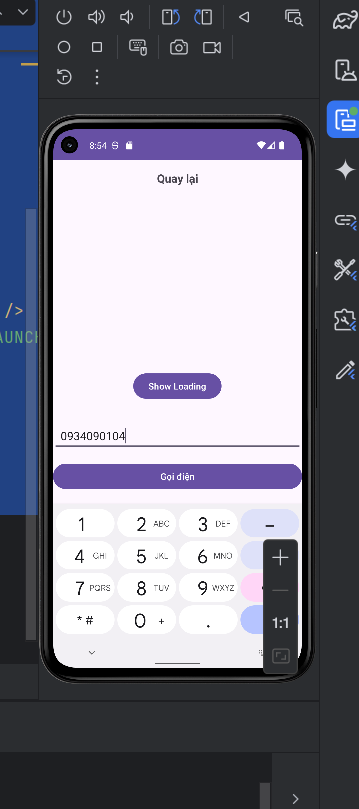 />
AUNCH
8:54
Quay lại
Show Loading
0934090104
Gọi điện
1 2 ABC 3 DEF –
4 GHI 5 JKL 6 MNO
7 PQRS 8 TUV 9 WXYZ
* # 0 + .
1:1